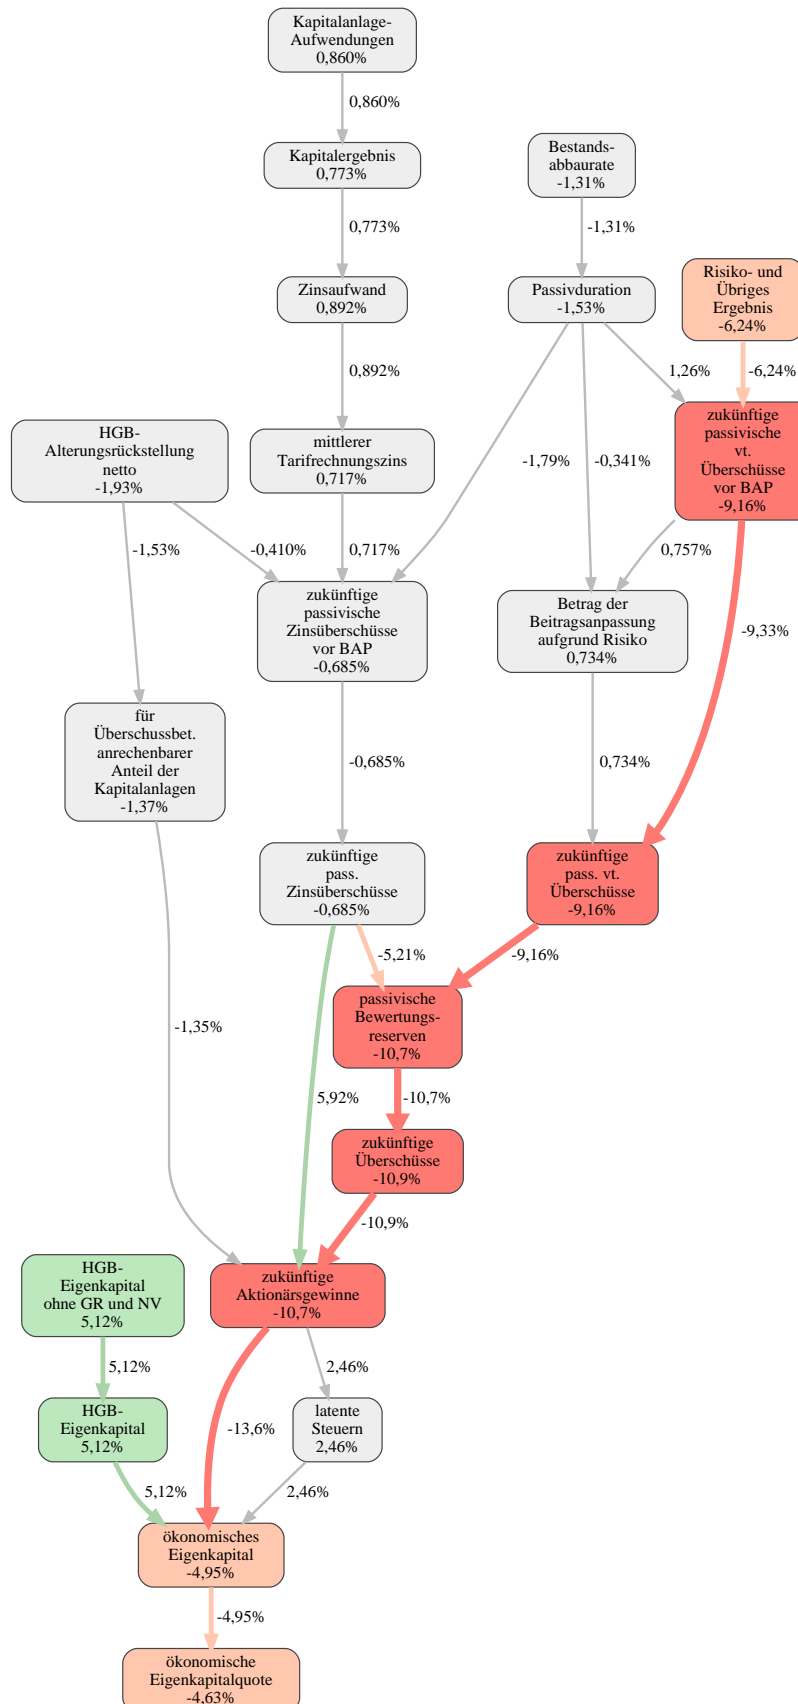 Kapitalanlage-
Aufwendungen
0,860%
0,860%
Kapitalergebnis
0,773%
Bestands-
abbaurate
-1,31%
0,773%
-1,31%
Zinsaufwand
0,892%
Passivduration
-1,53%
Risiko- und
Übriges
Ergebnis
-6,24%
0,892%
1,26%
-6,24%
HGB-
Alterungsrückstellung
netto
-1,93%
mittlerer
Tarifrechnungszins
0,717%
-1,79%
-0,341%
zukünftige
passivische
vt.
Überschüsse
vor BAP
-9,16%
-1,53%
-0,410%
0,717%
0,757%
zukünftige
passivische
Zinsüberschüsse
vor BAP
-0,685%
Betrag der
Beitragsanpassung
aufgrund Risiko
0,734%
-9,33%
für
Überschussbet.
anrechenbarer
Anteil der
Kapitalanlagen
-1,37%
-0,685%
0,734%
zukünftige
pass.
Zinsüberschüsse
-0,685%
zukünftige
pass. vt.
Überschüsse
-9,16%
-5,21%
-9,16%
passivische
Bewertungs-
reserven
-10,7%
-1,35%
5,92%
-10,7%
zukünftige
Überschüsse
-10,9%
-10,9%
HGB-
Eigenkapital
ohne GR und NV
5,12%
zukünftige
Aktionärsgewinne
-10,7%
5,12%
2,46%
HGB-
Eigenkapital
5,12%
-13,6%
latente
Steuern
2,46%
5,12%
2,46%
ökonomisches
Eigenkapital
-4,95%
-4,95%
ökonomische
Eigenkapitalquote
-4,63%